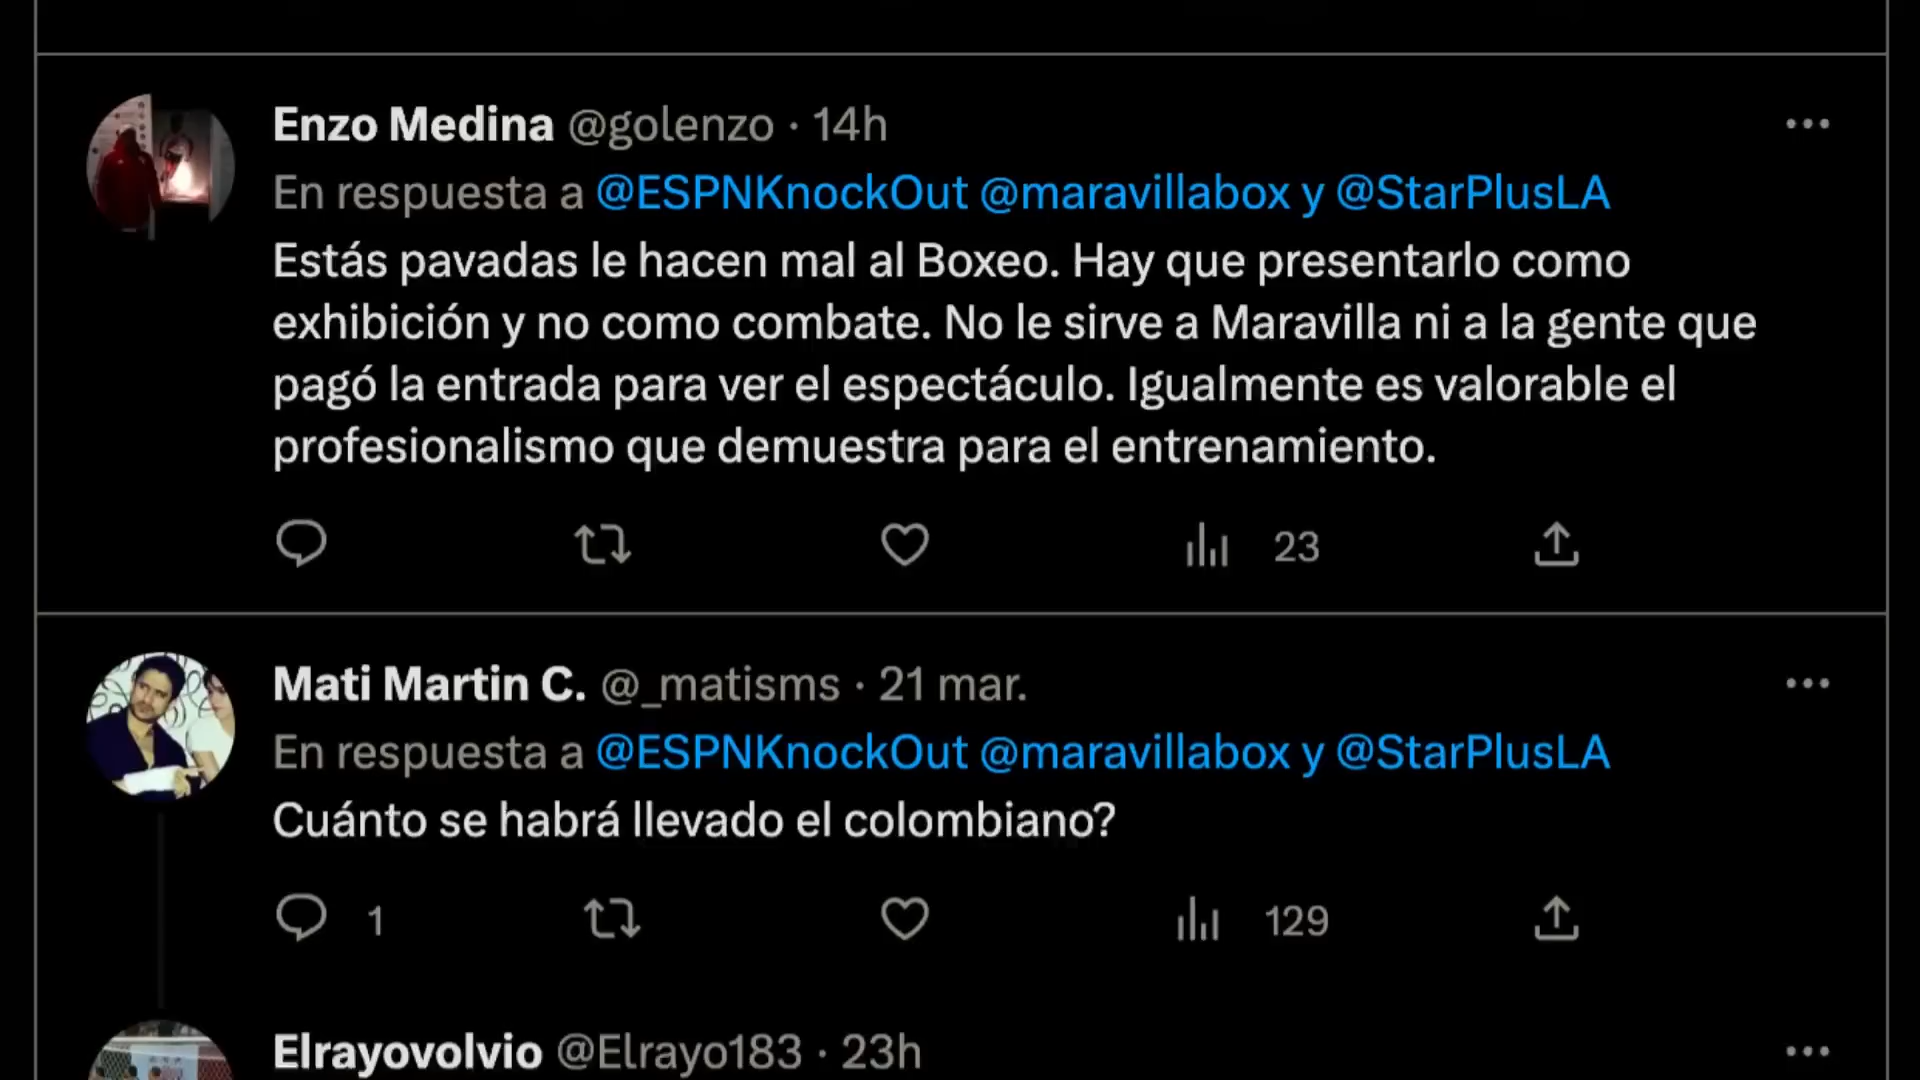 Enzo Medina @golenzo · 14h
En respuesta a @ESPNKnockOut @maravillabox y @StarPlusLA
Estás pavadas le hacen mal al Boxeo. Hay que presentarlo como
exhibición y no como combate. No le sirve a Maravilla ni a la gente que
pagó la entrada para ver el espectáculo. Igualmente es valorable el
profesionalismo que demuestra para el entrenamiento.
23
Mati Martin C. @_matisms · 21 mar.
En respuesta a @ESPNKnockOut @maravillabox y @StarPlusLA
Cuánto se habrá llevado el colombiano?
1 129
Elrayovolvio @Elrayo183 · 23h